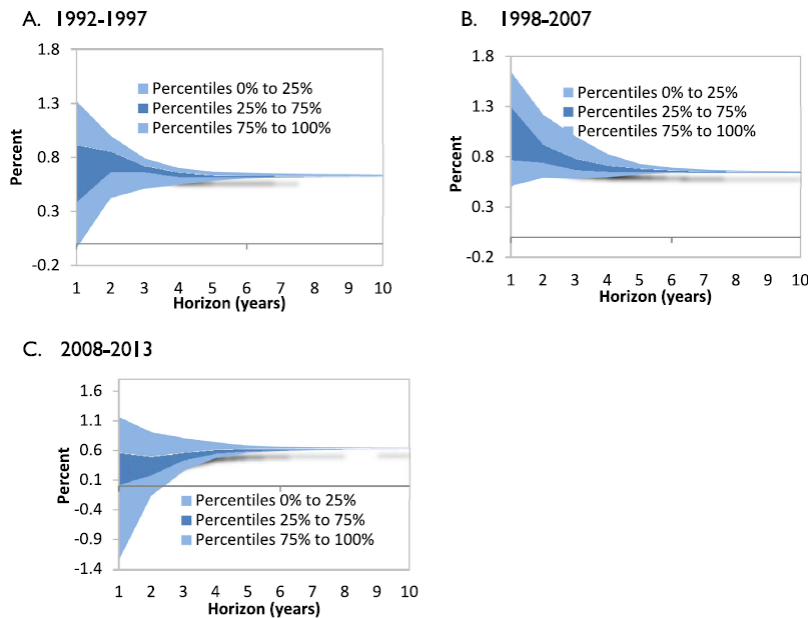 A. 1992-1997
1.8
1.3
0.8
0.3
-0.2
Percent
Percentiles 0% to 25%
Percentiles 25% to 75%
Percentiles 75% to 100%
1 2 3 4 5 6 7 8 9 10
Horizon (years)
B. 1998-2007
1.8
1.3
0.8
0.3
-0.2
Percent
Percentiles 0% to 25%
Percentiles 25% to 75%
Percentiles 75% to 100%
1 2 3 4 5 6 7 8 9 10
Horizon (years)
C. 2008-2013
1.6
1.1
0.6
0.1
-0.4
-0.9
-1.4
Percent
Percentiles 0% to 25%
Percentiles 25% to 75%
Percentiles 75% to 100%
1 2 3 4 5 6 7 8 9 10
Horizon (years)